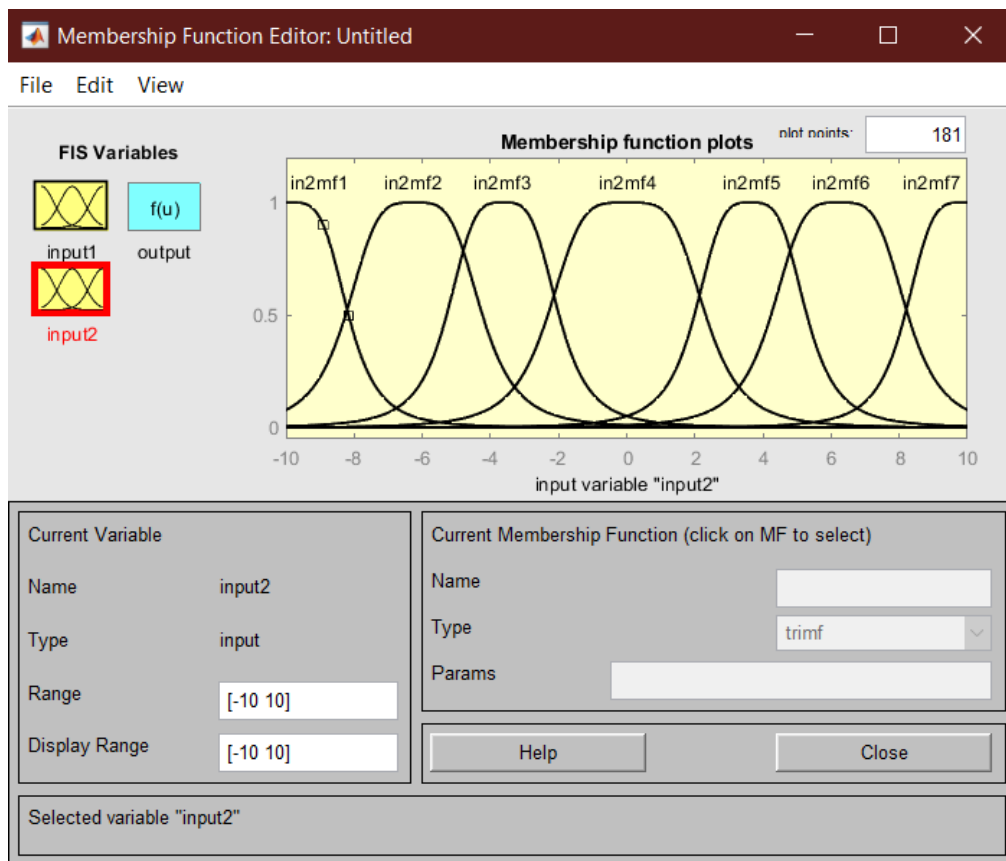 Membership Function Editor: Untitled
File Edit View
FIS Variables
input1
f(u)
output
input2
Membership function plots
plot points:
181
in2mf1 in2mf2 in2mf3 in2mf4 in2mf5 in2mf6 in2mf7
1
0.5
0
-10 -8 -6 -4 -2 0 2 4 6 8 10
input variable "input2"
Current Variable
Name input2
Type input
Range [-10 10]
Display Range [-10 10]
Current Membership Function (click on MF to select)
Name
Type trimf
Params
Help Close
Selected variable "input2"